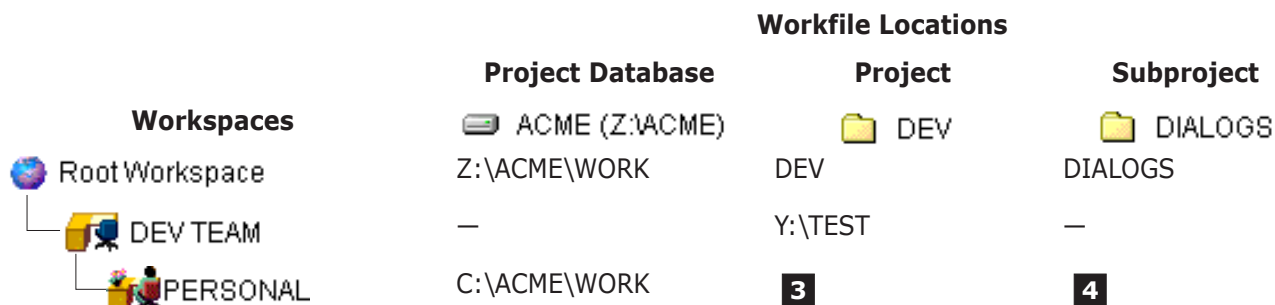 Workfile Locations
Project Database Project Subproject
Workspaces
ACME (Z:\ACME) DEV DIALOGS
Root Workspace Z:\ACME\WORK DEV DIALOGS
DEV TEAM — Y:\TEST —
PERSONAL C:\ACME\WORK 3 4